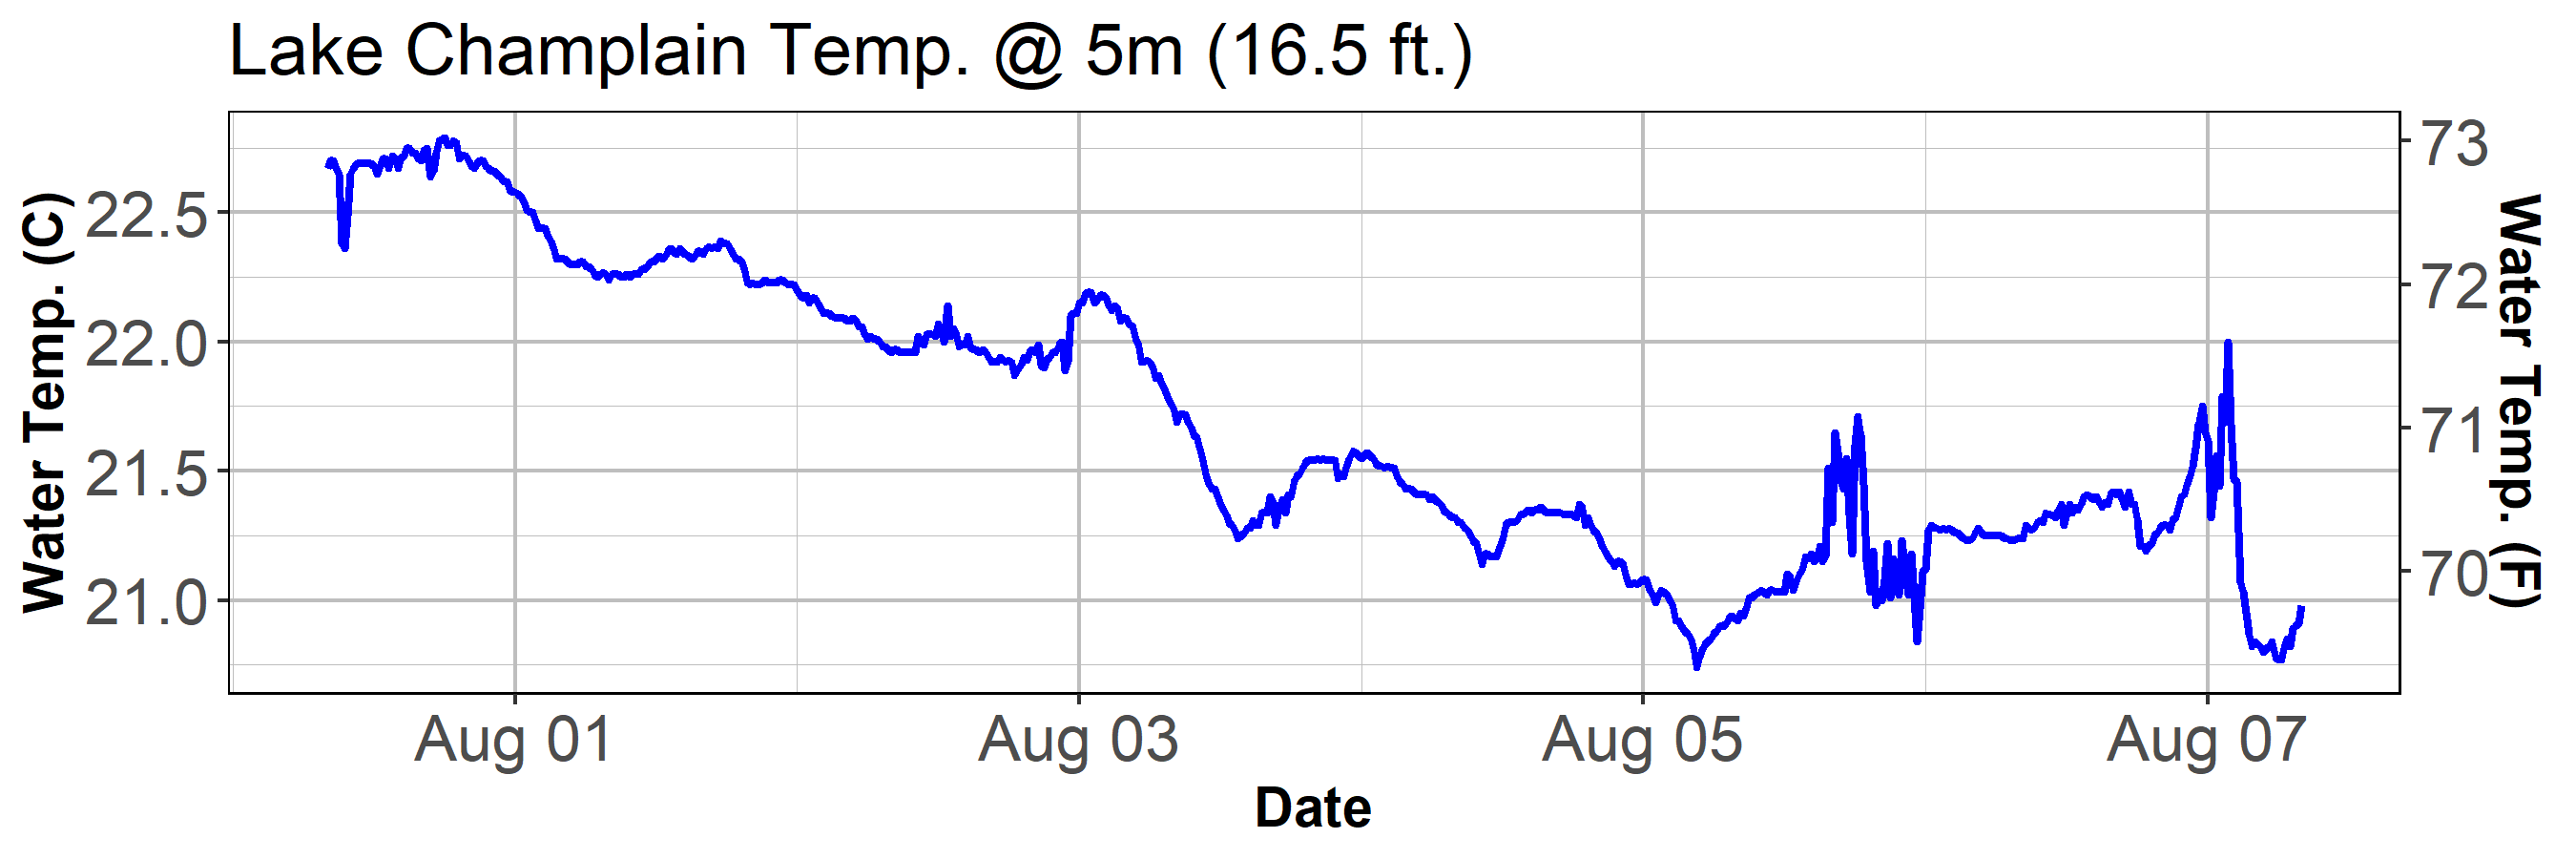 Lake Champlain Temp. @ 5m (16.5 ft.)
Water Temp. (C)
22.5
22.0
21.5
21.0
73
72
71
70
Water Temp. (F)
Aug 01
Aug 03
Aug 05
Aug 07
Date